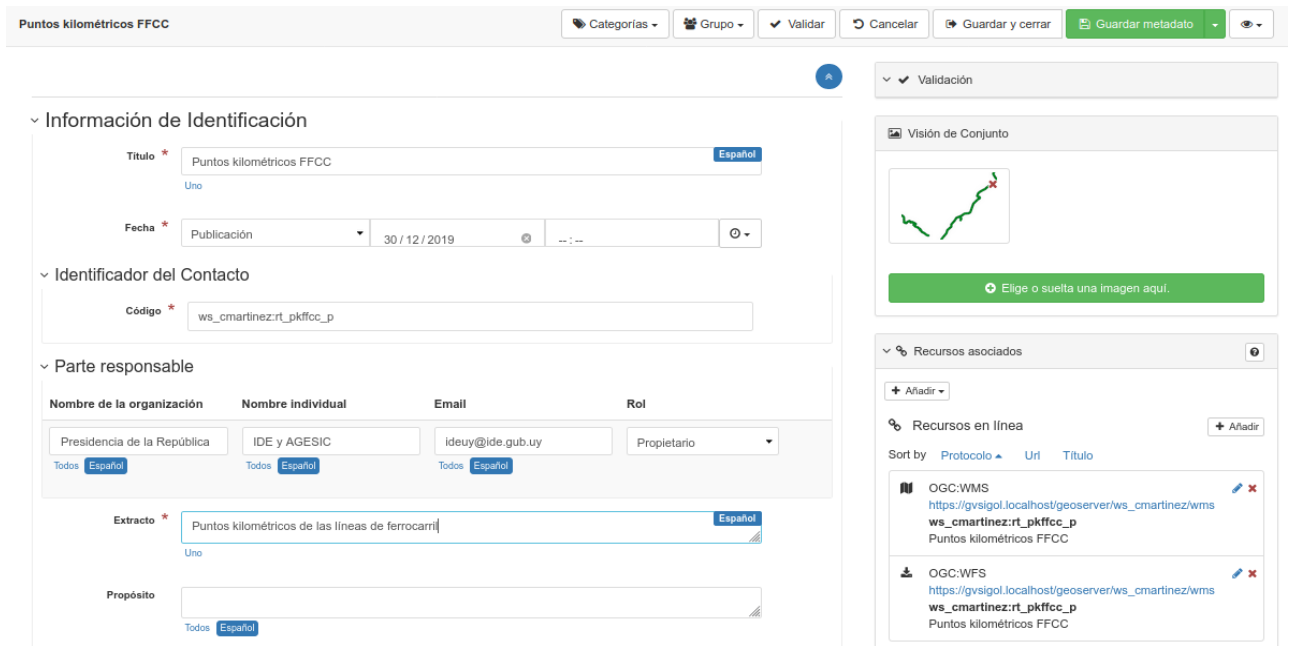 Puntos kilométricos FFCC
Categorías
Grupo
Validar
Cancelar
Guardar y cerrar
Guardar metadato
Información de Identificación
Título *
Puntos kilométricos FFCC
Español
Uno
Fecha *
Publicación
30 / 12 / 2019
-- : --
Identificador del Contacto
Código *
ws_cmartinez:rt_pkffcc_p
Parte responsable
Nombre de la organización Nombre individual Email Rol
Presidencia de la República IDE y AGESIC ideuy@ide.gub.uy Propietario
Todos Español Todos Español Todos Español
Extracto *
Puntos kilométricos de las líneas de ferrocarril
Español
Uno
Propósito
Todos Español
Validación
Visión de Conjunto
Elige o suelta una imagen aquí.
Recursos asociados
Añadir
Recursos en línea
Añadir
Sort by Protocolo Url Título
OGC:WMS
https://gvsigol.localhost/geoserver/ws_cmartinez/wms
ws_cmartinez:rt_pkffcc_p
Puntos kilométricos FFCC
OGC:WFS
https://gvsigol.localhost/geoserver/ws_cmartinez/wms
ws_cmartinez:rt_pkffcc_p
Puntos kilométricos FFCC